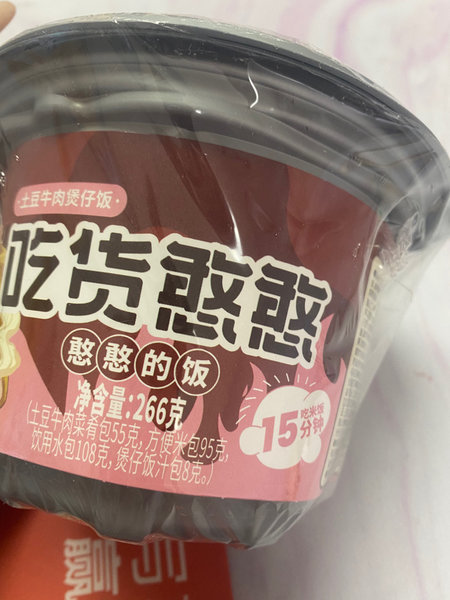 ·土豆牛肉煲仔饭·
吃货憨憨
憨憨的饭
净含量:266克
(土豆牛肉菜肴包55克, 方便米包95克,
饮用水包108克, 煲仔饭汁包8克。)
吃米饭
15分钟